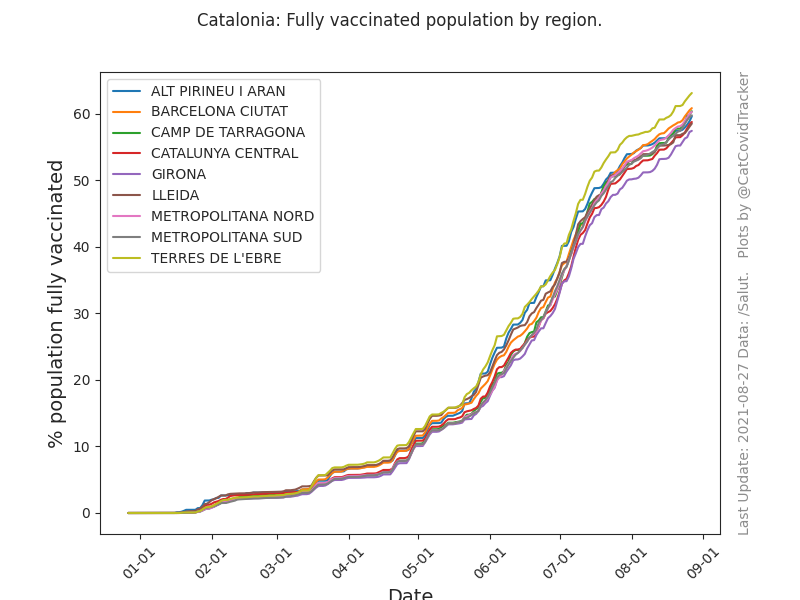 Catalonia: Fully vaccinated population by region.
ALT PIRINEU I ARAN
BARCELONA CIUTAT
CAMP DE TARRAGONA
CATALUNYA CENTRAL
GIRONA
LLEIDA
METROPOLITANA NORD
METROPOLITANA SUD
TERRES DE L'EBRE
% population fully vaccinated
60
50
40
30
20
10
0
01-01
02-01
03-01
04-01
05-01
06-01
07-01
08-01
09-01
Date
Last Update: 2021-08-27 Data: /Salut. Plots by @CatCovidTracker